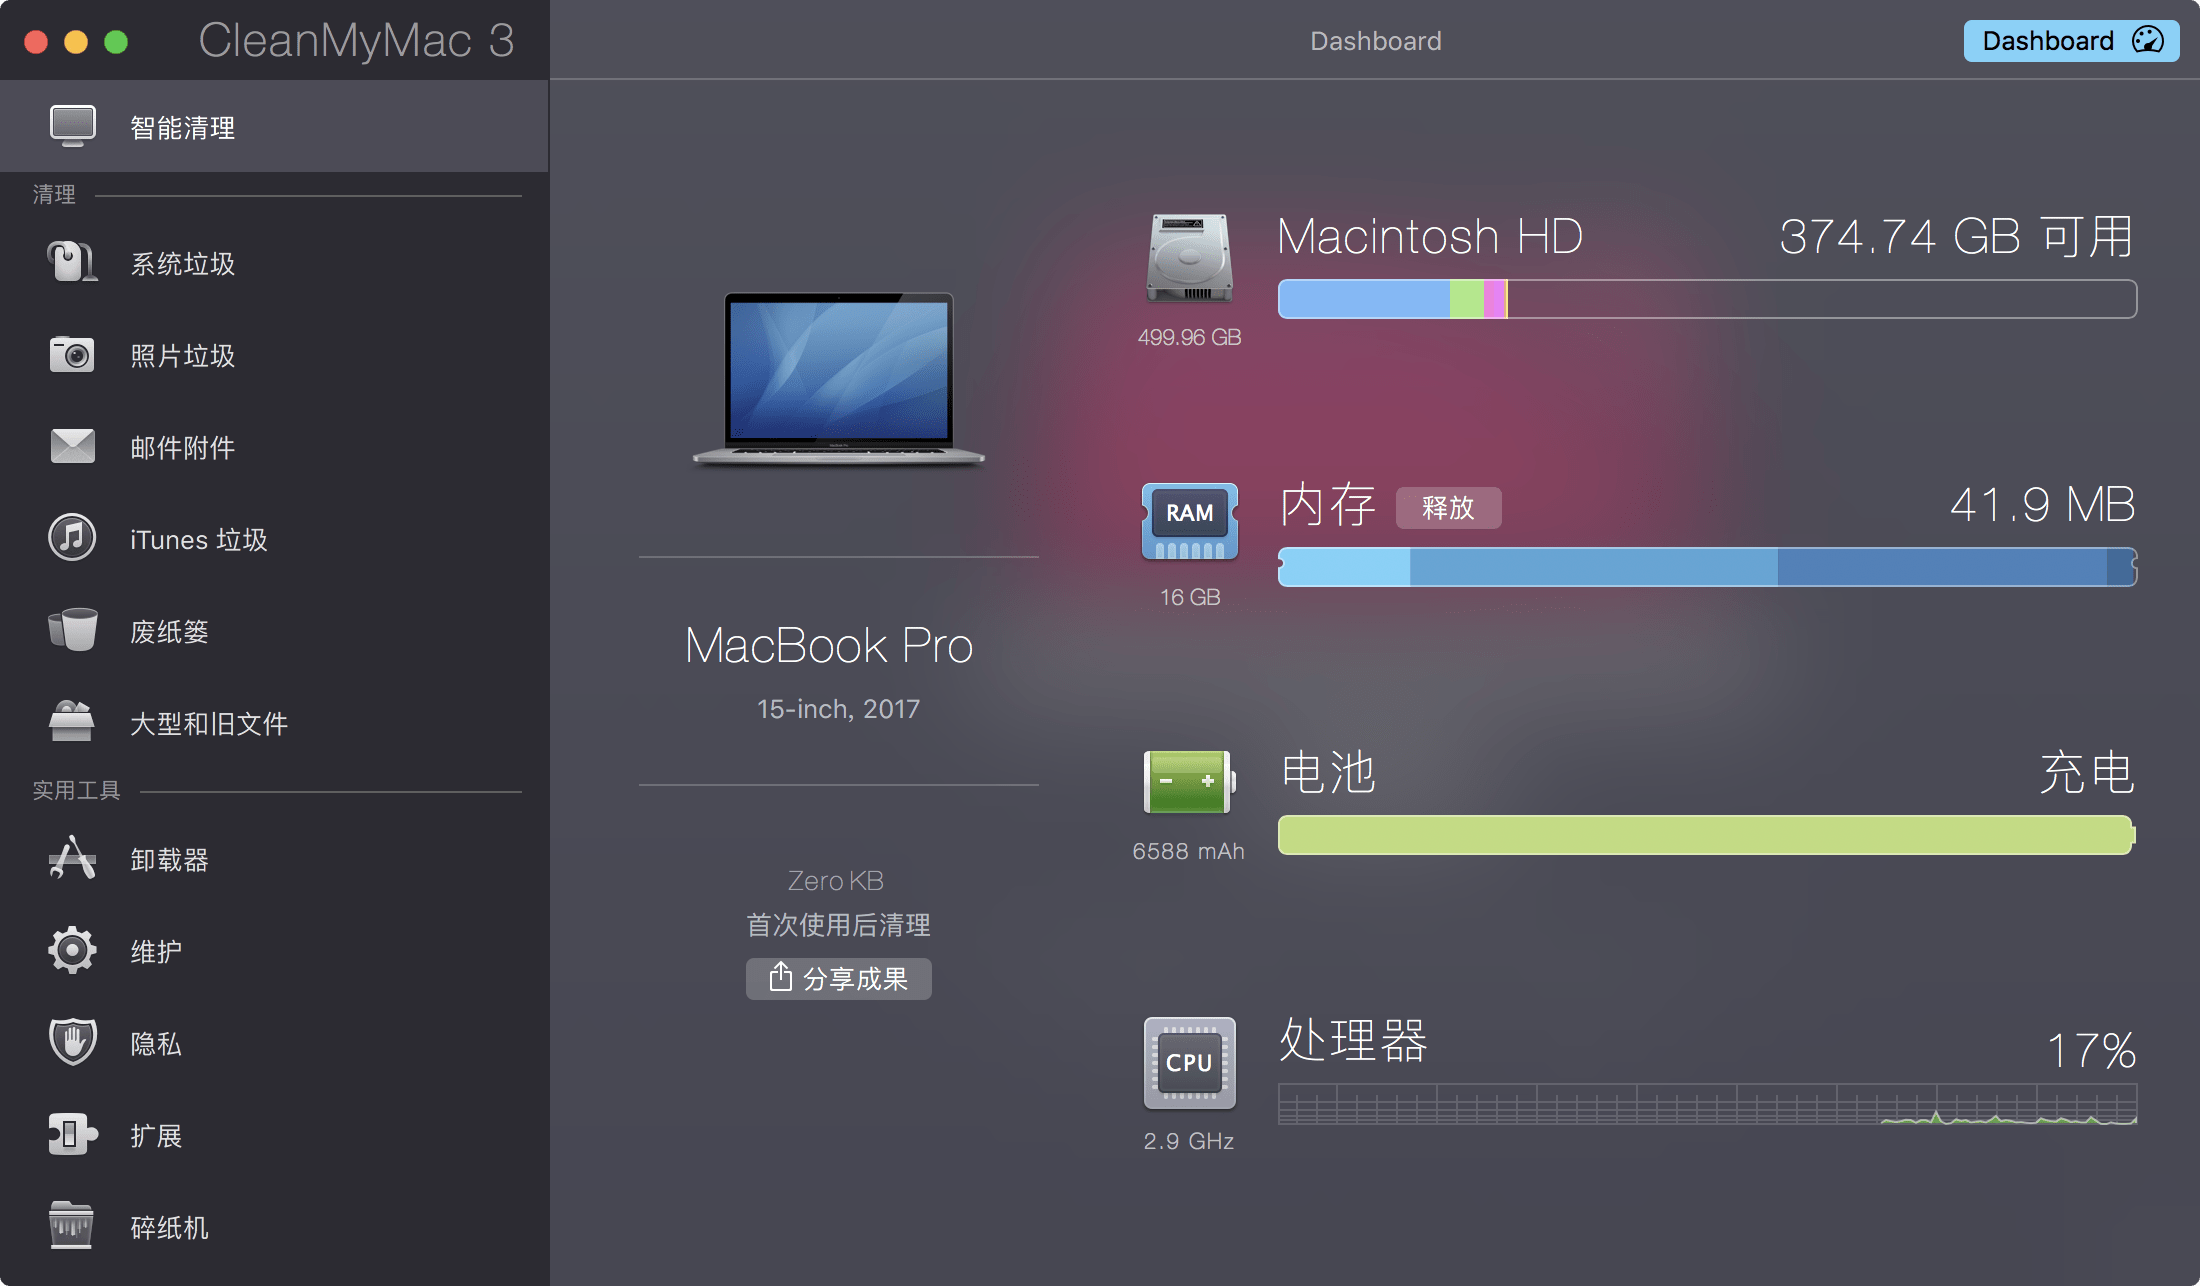 CleanMyMac 3
智能清理
清理
系统垃圾
照片垃圾
邮件附件
iTunes 垃圾
废纸篓
大型和旧文件
实用工具
卸载器
维护
隐私
扩展
碎纸机
Dashboard
Dashboard
MacBook Pro
15-inch, 2017
Zero KB
首次使用后清理
分享成果
Macintosh HD 374.74 GB 可用
499.96 GB
内存 释放 41.9 MB
RAM
16 GB
电池 充电
6588 mAh
处理器 17%
CPU
2.9 GHz